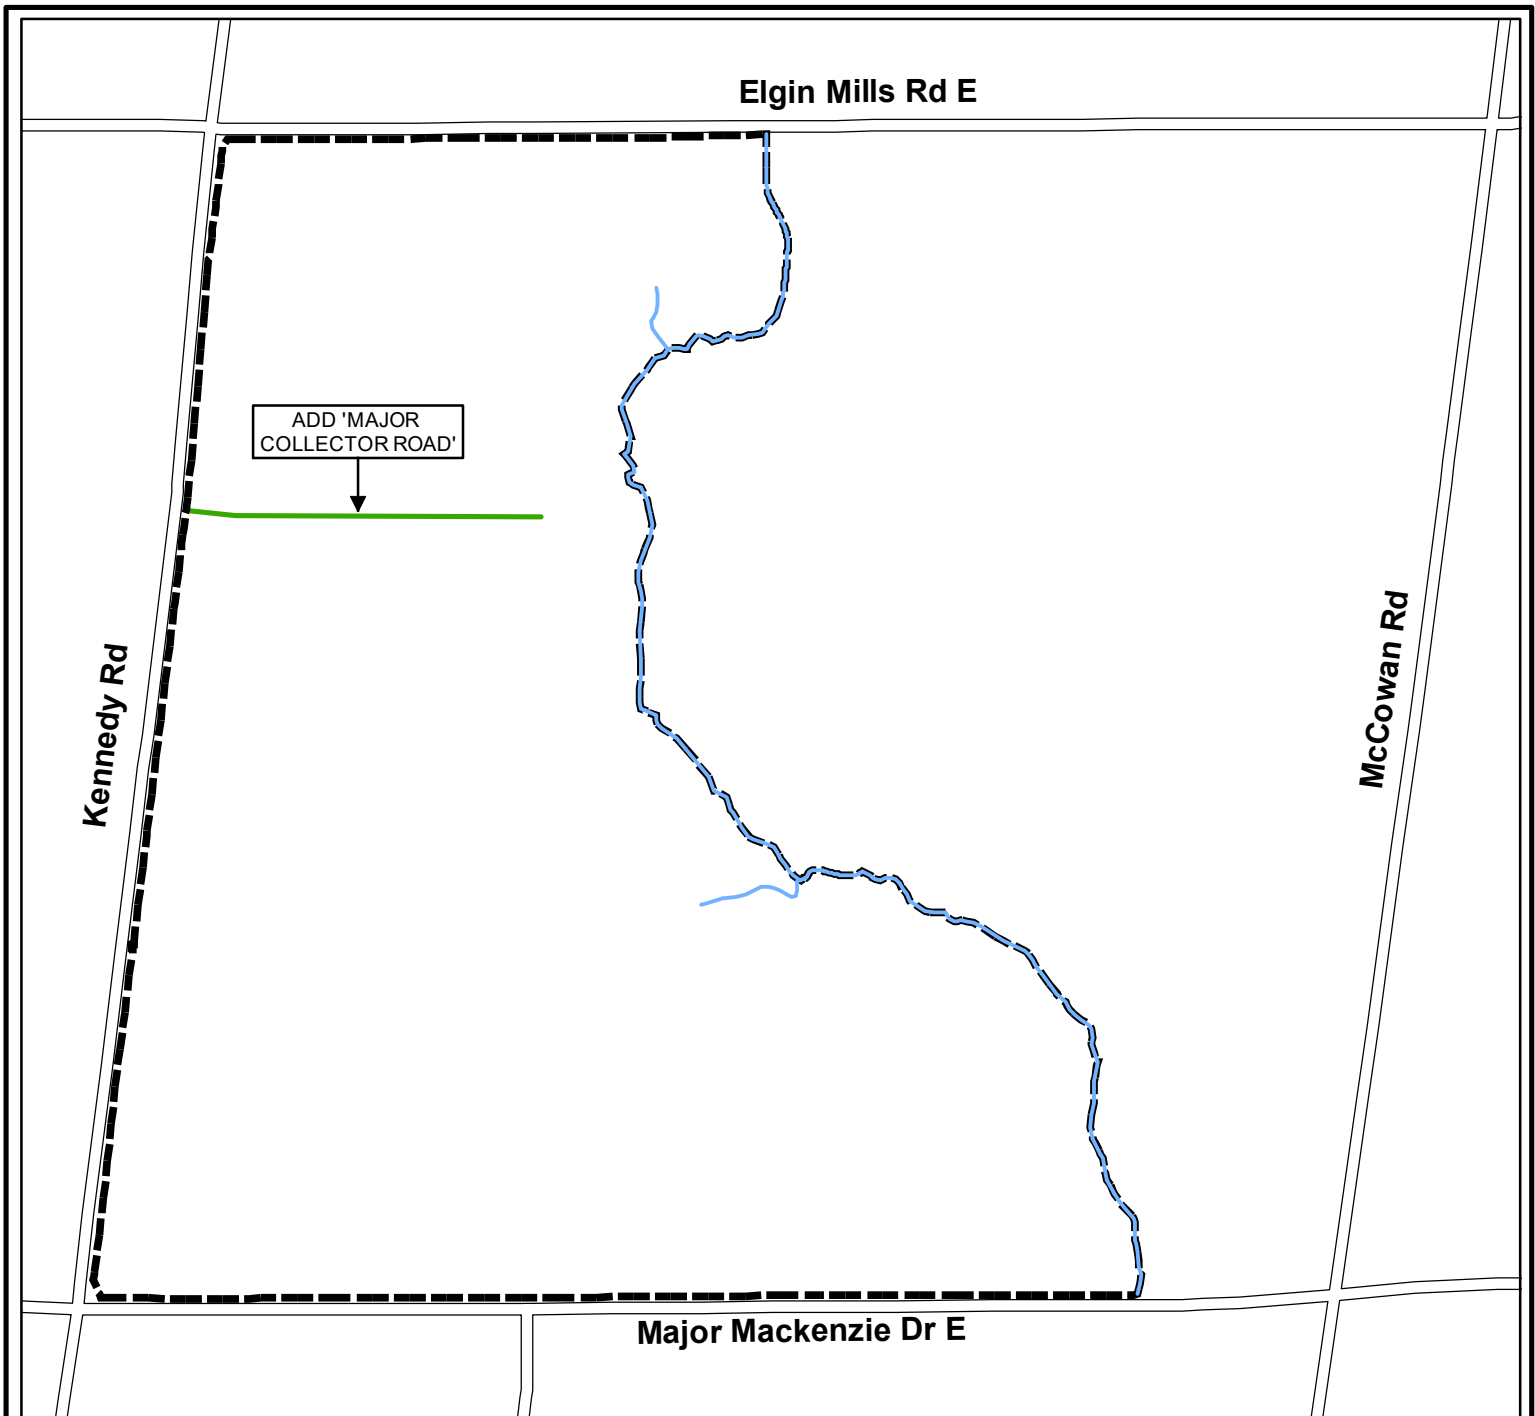 Elgin Mills Rd E
ADD 'MAJOR
COLLECTOR ROAD'
Kennedy Rd
McCowan Rd
Major Mackenzie Dr E